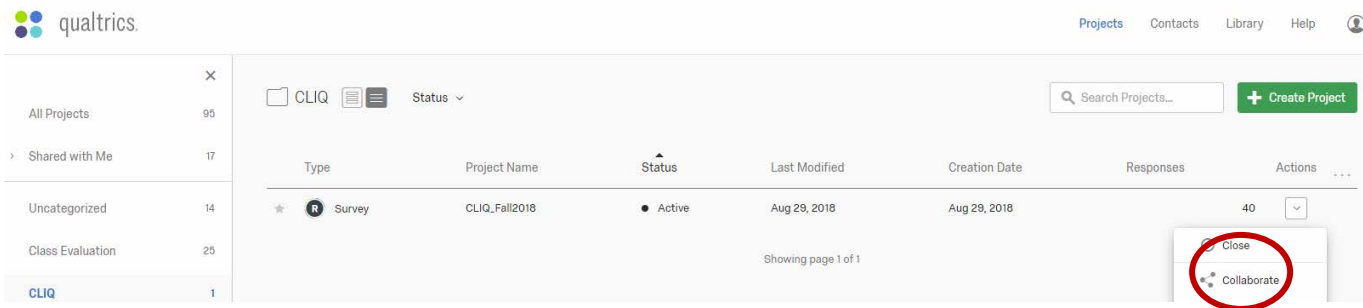 qualtrics.
Projects Contacts Library Help
CLIQ Status
Search Projects...
Create Project
All Projects 95
Shared with Me 17
Type Project Name Status Last Modified Creation Date Responses Actions ...
Uncategorized 14
R Survey CLIQ_Fall2018 Active Aug 29, 2018 Aug 29, 2018 40
Class Evaluation 25
Close
Showing page 1 of 1
Collaborate
CLIQ 1